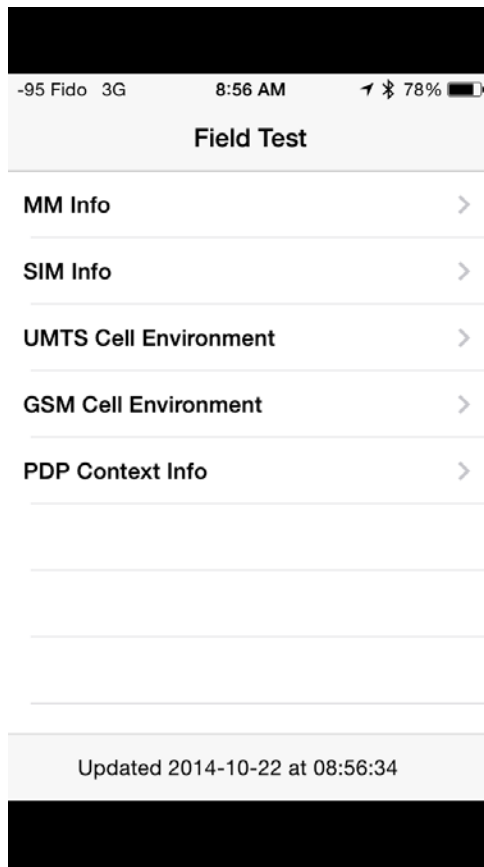 -95 Fido 3G 8:56 AM 78%
Field Test
MM Info
SIM Info
UMTS Cell Environment
GSM Cell Environment
PDP Context Info
Updated 2014-10-22 at 08:56:34